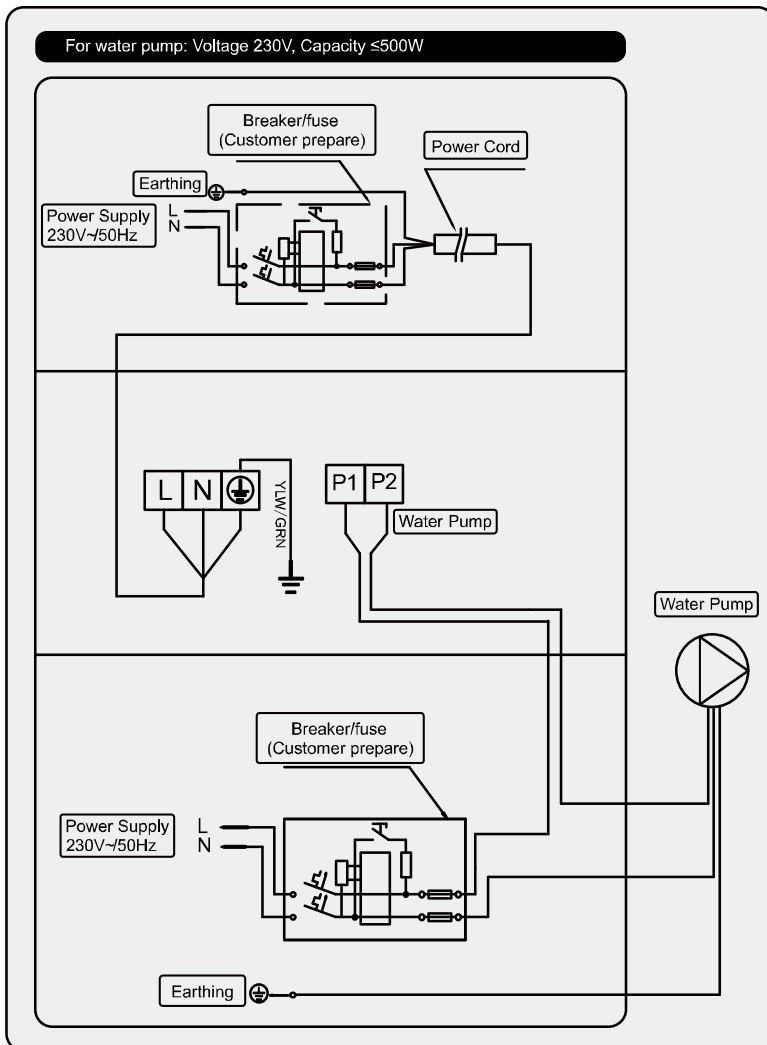 For water pump: Voltage 230V, Capacity ≤500W
Breaker/fuse
(Customer prepare)
Power Cord
Earthing
Power Supply
230V~/50Hz
L
N
L N
YLW/GRN
P1 P2
Water Pump
Water Pump
Breaker/fuse
(Customer prepare)
Power Supply
230V~/50Hz
L
N
Earthing